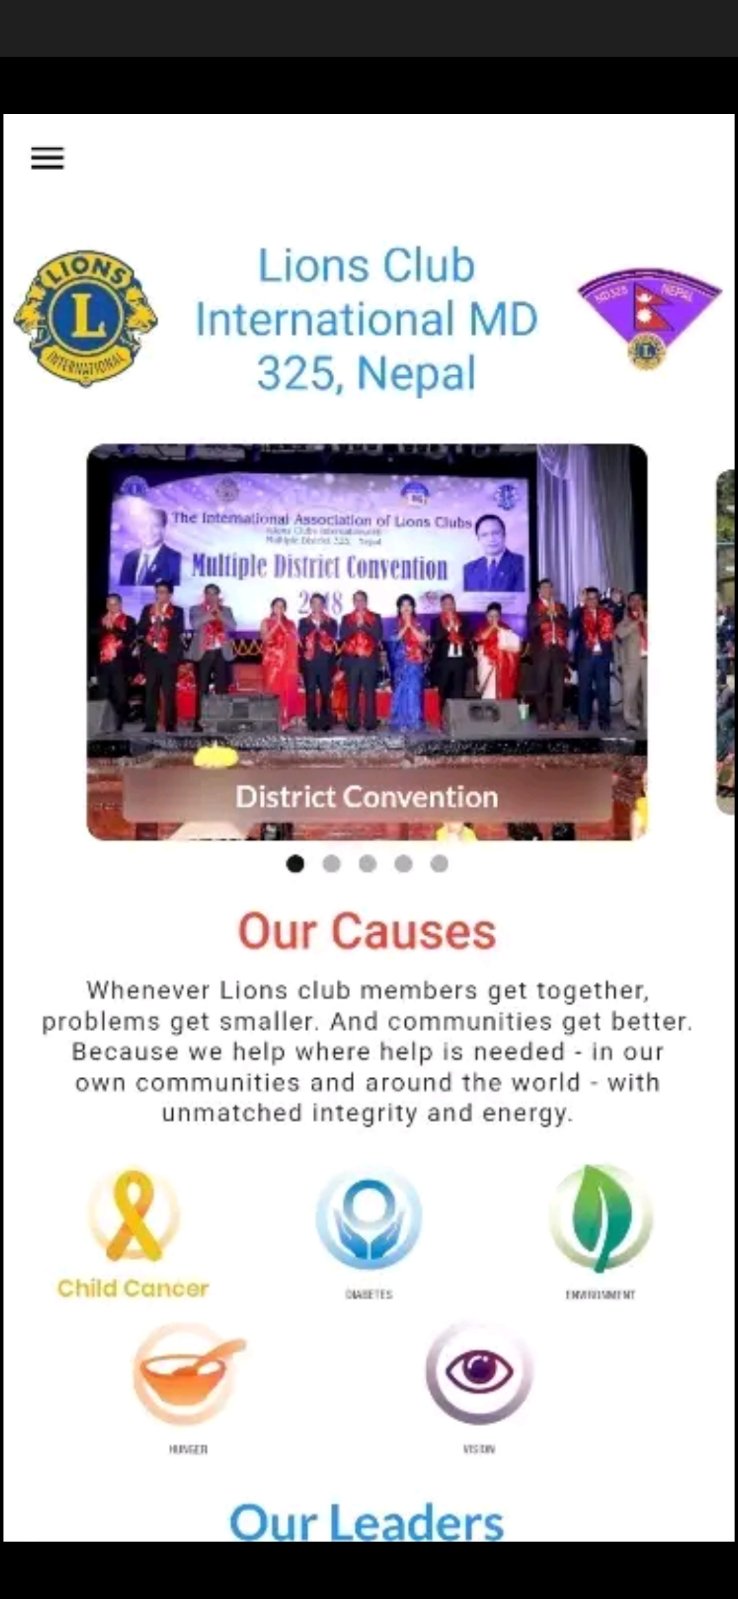 LIONS
L
INTERNATIONAL
Lions Club
International MD
325, Nepal
MD325 NEPAL
L
The International Association of Lions Clubs
Lions Clubs International
Multiple District 325, Nepal
Multiple District Convention
2018
District Convention
Our Causes
Whenever Lions club members get together,
problems get smaller. And communities get better.
Because we help where help is needed - in our
own communities and around the world - with
unmatched integrity and energy.
Child Cancer
DIABETES
ENVIRONMENT
HUNGER
VISION
Our Leaders